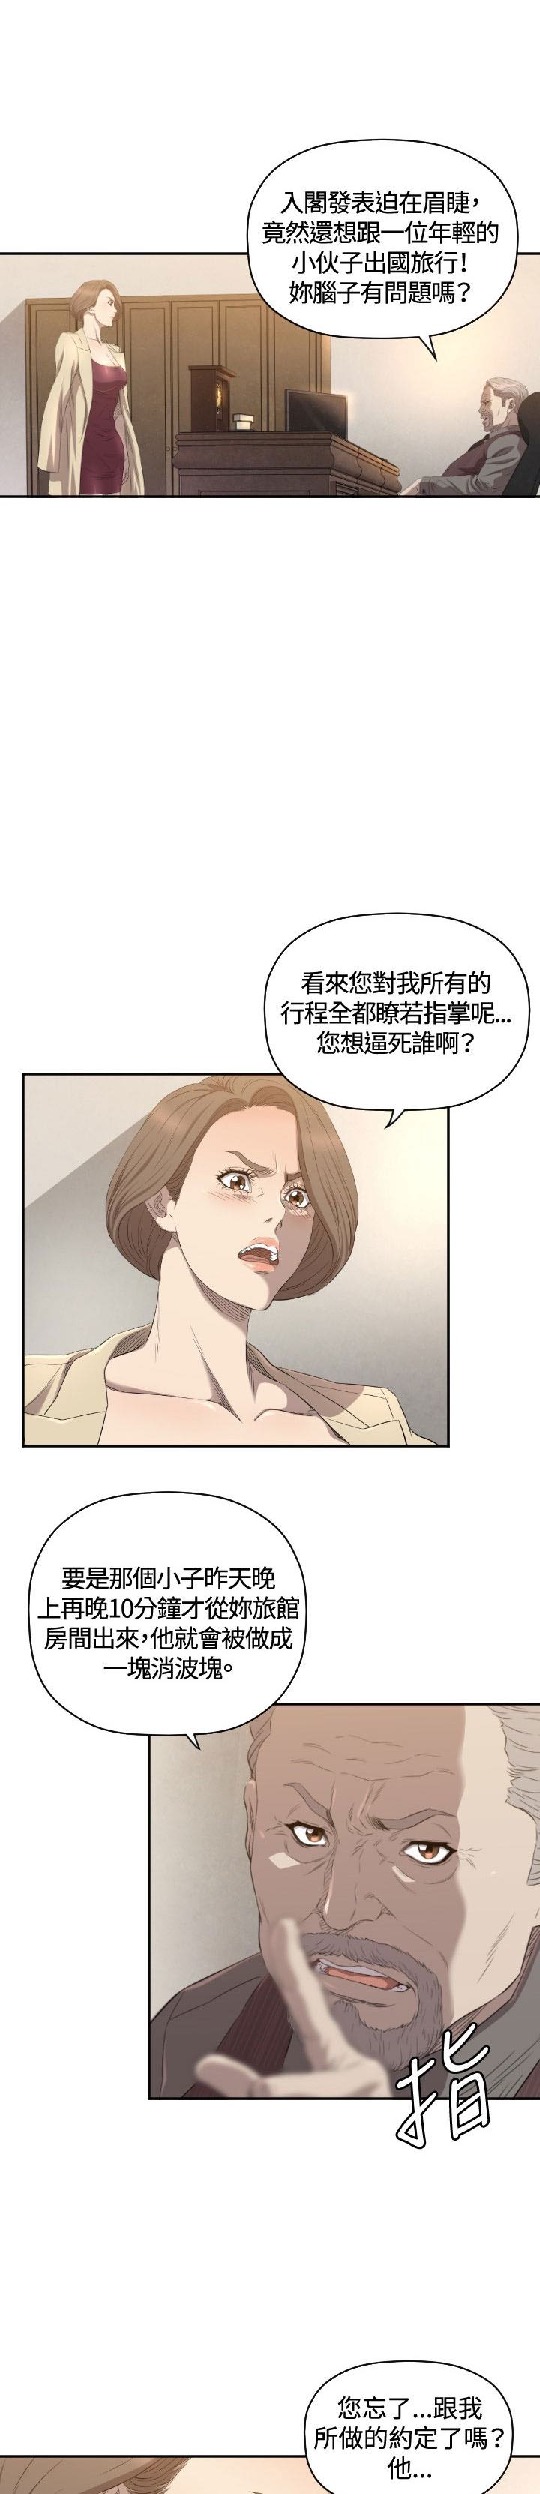 入閣發表迫在眉睫,
竟然還想跟一位年輕的
小伙子出國旅行!
妳腦子有問題嗎?
看來您對我所有的
行程全都瞭若指掌呢...
您想逼死誰啊?
要是那個小子昨天晚
上再晚10分鐘才從妳旅館
房間出來,他就會被做成
一塊消波塊。
指
您忘了...跟我
所做的約定了嗎?
他...